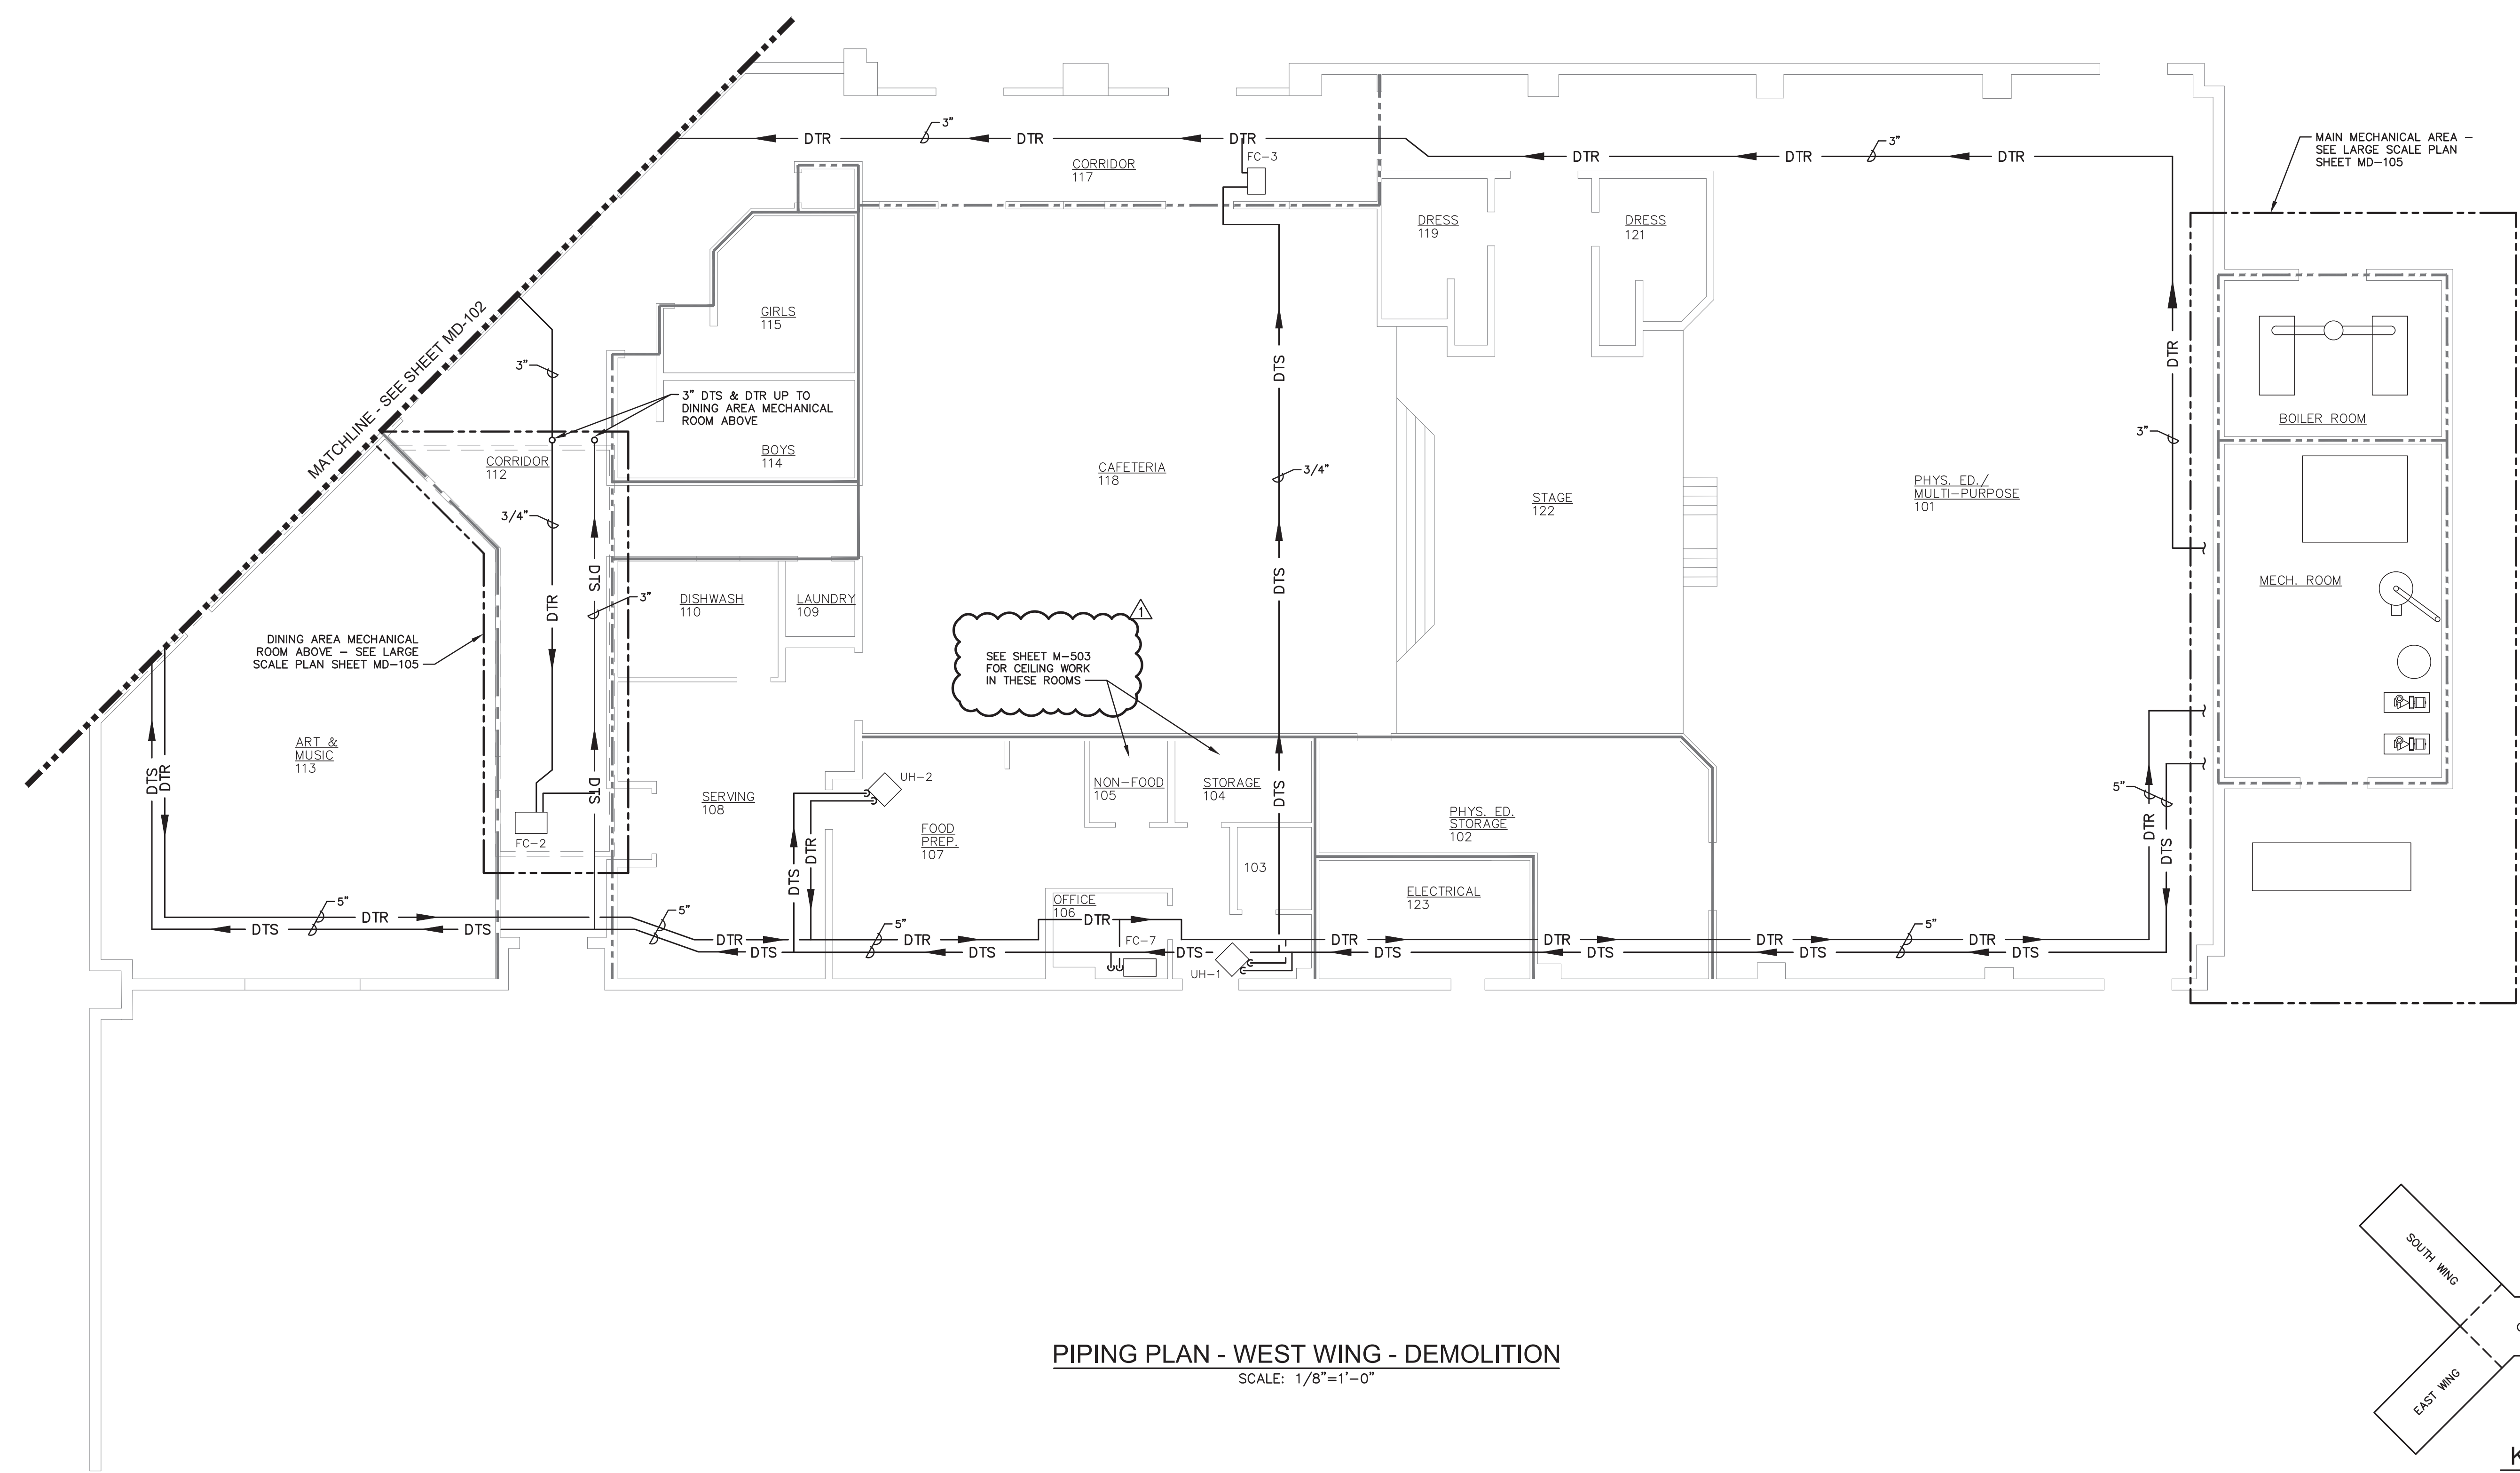 DTR
3"
DTR
DTR
DTR
FC-3
CORRIDOR
117
DTR
DTR
3"
DTR
MAIN MECHANICAL AREA –
SEE LARGE SCALE PLAN
SHEET MD-105
DRESS
119
DRESS
121
MATCHLINE - SEE SHEET MD-102
GIRLS
115
3"
3" DTS & DTR UP TO
DINING AREA MECHANICAL
ROOM ABOVE
BOYS
114
CORRIDOR
112
3/4"
DTS
3/4"
CAFETERIA
118
STAGE
122
PHYS. ED./
MULTI-PURPOSE
101
DTR
3"
BOILER ROOM
MECH. ROOM
DTS
DTR
3"
DISHWASH
110
LAUNDRY
109
DTS
DINING AREA MECHANICAL
ROOM ABOVE – SEE LARGE
SCALE PLAN SHEET MD-105
1
SEE SHEET M-503
FOR CEILING WORK
IN THESE ROOMS
ART &
MUSIC
113
DTS
DTR
DTS
FC-2
SERVING
108
UH-2
FOOD
PREP.
107
NON-FOOD
105
STORAGE
104
DTS
PHYS. ED.
STORAGE
102
103
ELECTRICAL
123
5"
DTR
DTS
DTS
DTR
OFFICE
106
5"
DTR
DTS
DTS
5"
DTR
DTS
5"
DTR
DTR
DTS
DTR
FC-7
DTS
UH-1
DTR
DTS
DTR
DTS
DTR
DTS
5"
DTR
DTS
PIPING PLAN - WEST WING - DEMOLITION
SCALE: 1/8"=1'-0"
SOUTH WING
EAST WING
K